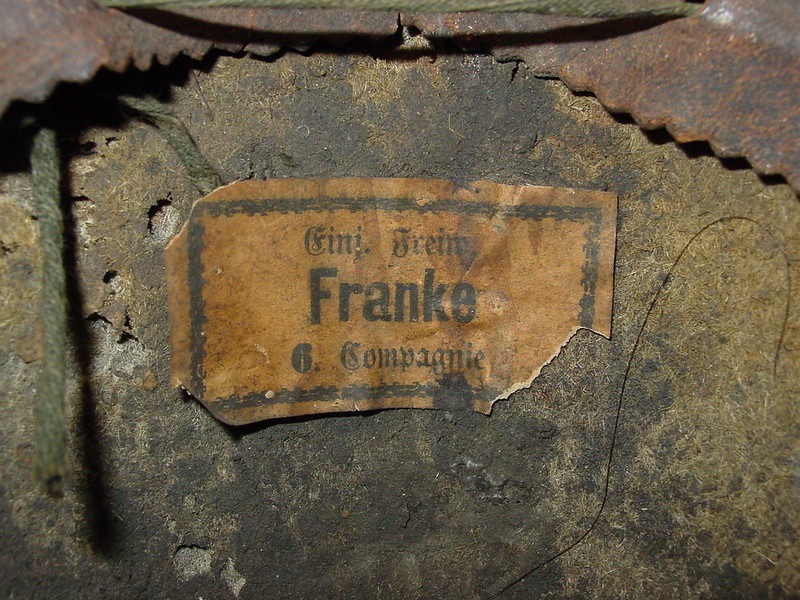 Einj. Freiw.
Franke
6. Compagnie